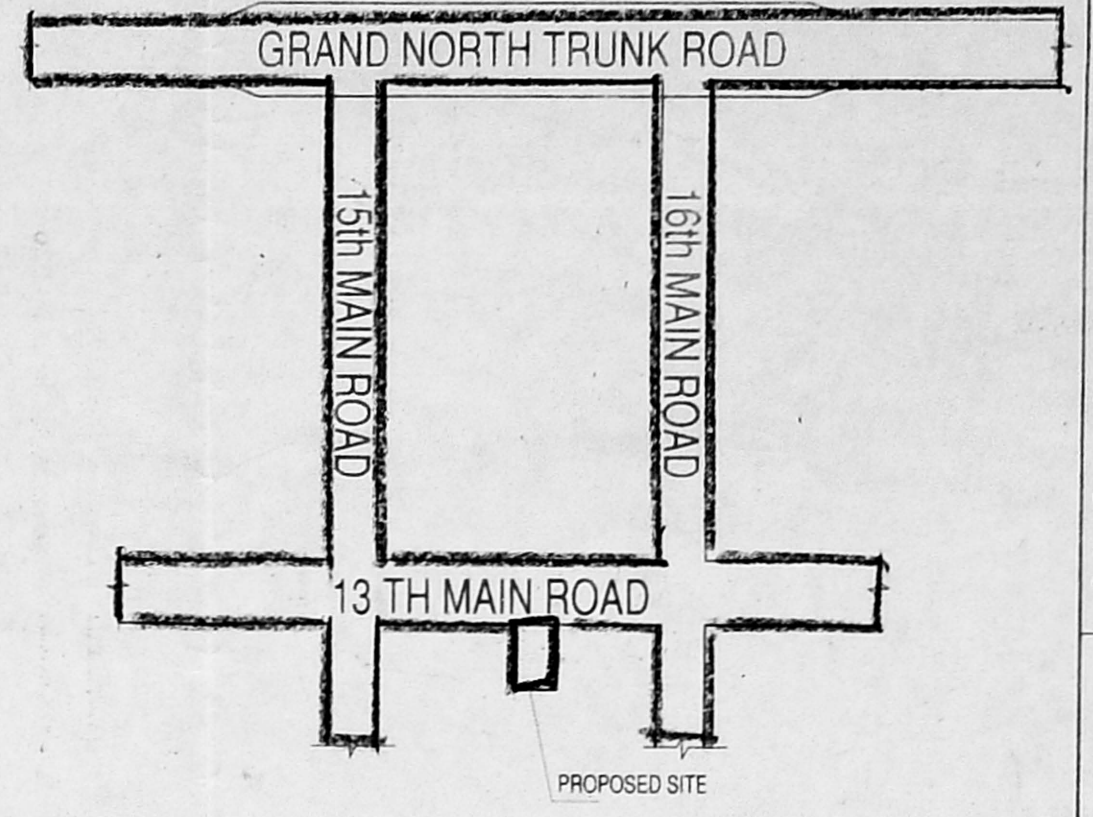 GRAND NORTH TRUNK ROAD
15th MAIN ROAD
16th MAIN ROAD
13 TH MAIN ROAD
PROPOSED SITE